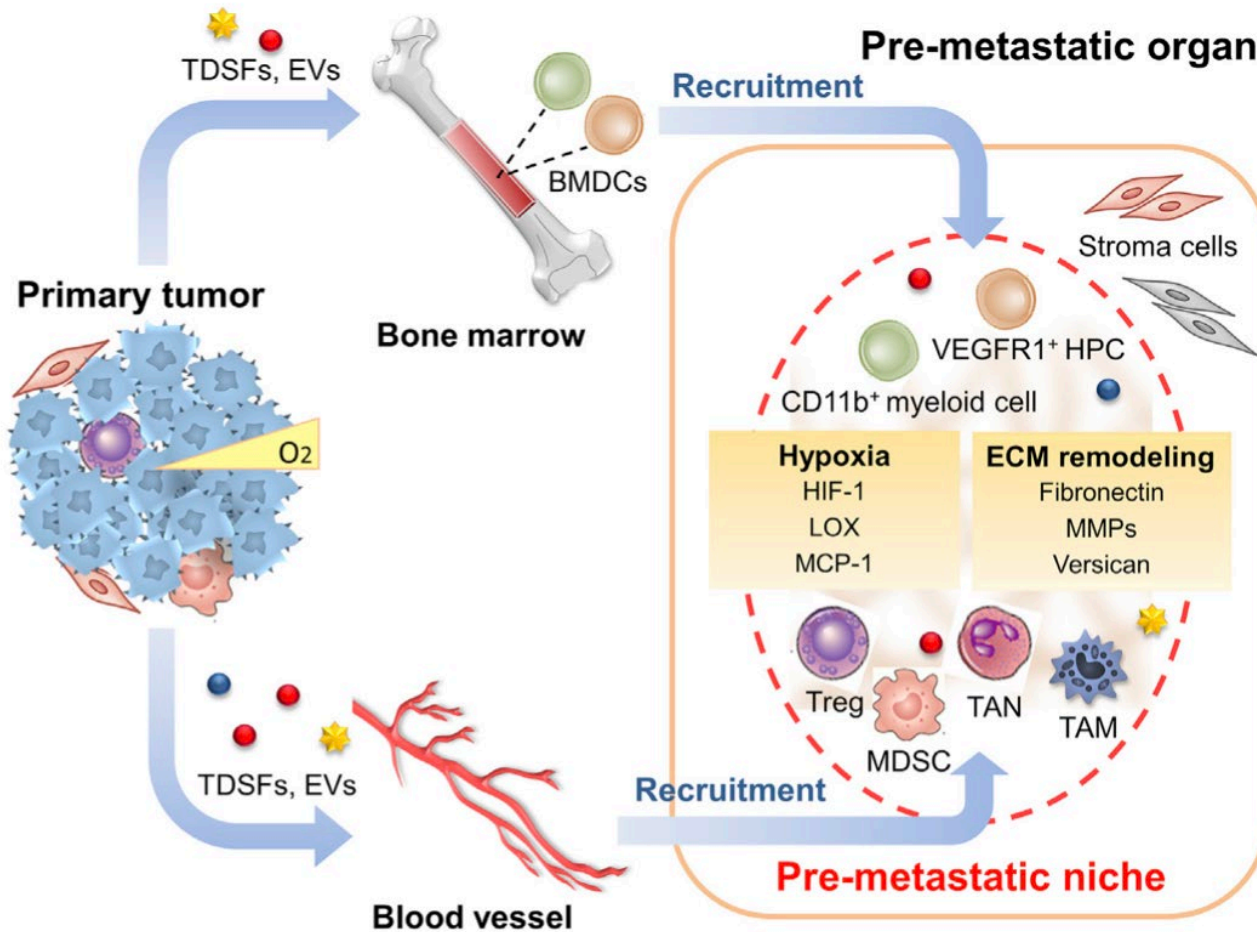 TDSFs, EVs
Pre-metastatic organ
Recruitment
BMDCs
Stroma cells
Primary tumor
Bone marrow
VEGFR1⁺ HPC
CD11b⁺ myeloid cell
O₂
Hypoxia
HIF-1
LOX
MCP-1
ECM remodeling
Fibronectin
MMPs
Versican
Treg
TAN
TAM
MDSC
TDSFs, EVs
Recruitment
Pre-metastatic niche
Blood vessel